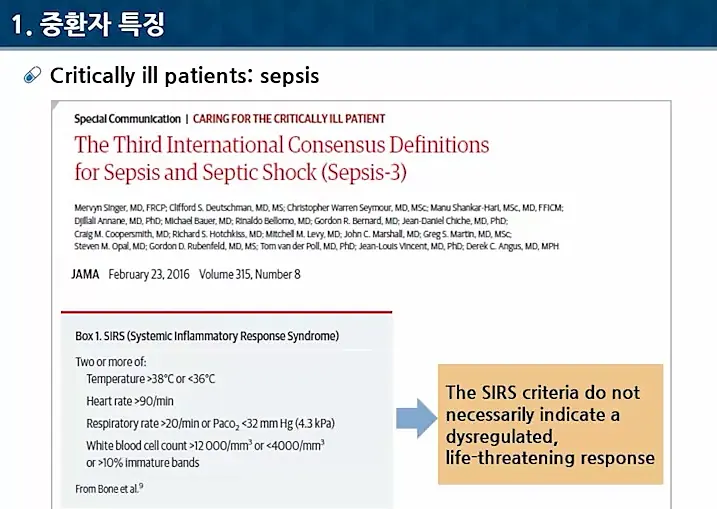 1. 중환자 특징
Critically ill patients: sepsis
Special Communication | CARING FOR THE CRITICALLY ILL PATIENT
The Third International Consensus Definitions
for Sepsis and Septic Shock (Sepsis-3)
Mervyn Singer, MD, FRCP; Clifford S. Deutschman, MD, MS; Christopher Warren Seymour, MD, MSc; Manu Shankar-Hari, MSc, MD, FFICM;
Djillali Annane, MD, PhD; Michael Bauer, MD; Rinaldo Bellomo, MD; Gordon R. Bernard, MD; Jean-Daniel Chiche, MD, PhD;
Craig M. Coopersmith, MD; Richard S. Hotchkiss, MD; Mitchell M. Levy, MD; John C. Marshall, MD; Greg S. Martin, MD, MSc;
Steven M. Opal, MD; Gordon D. Rubenfeld, MD, MS; Tom van der Poll, MD, PhD; Jean-Louis Vincent, MD, PhD; Derek C. Angus, MD, MPH
JAMA February 23, 2016 Volume 315, Number 8
Box 1. SIRS (Systemic Inflammatory Response Syndrome)
Two or more of:
Temperature >38°C or <36°C
Heart rate >90/min
Respiratory rate >20/min or Paco₂ <32 mm Hg (4.3 kPa)
White blood cell count >12 000/mm³ or <4000/mm³
or >10% immature bands
From Bone et al.⁹
The SIRS criteria do not
necessarily indicate a
dysregulated,
life-threatening response